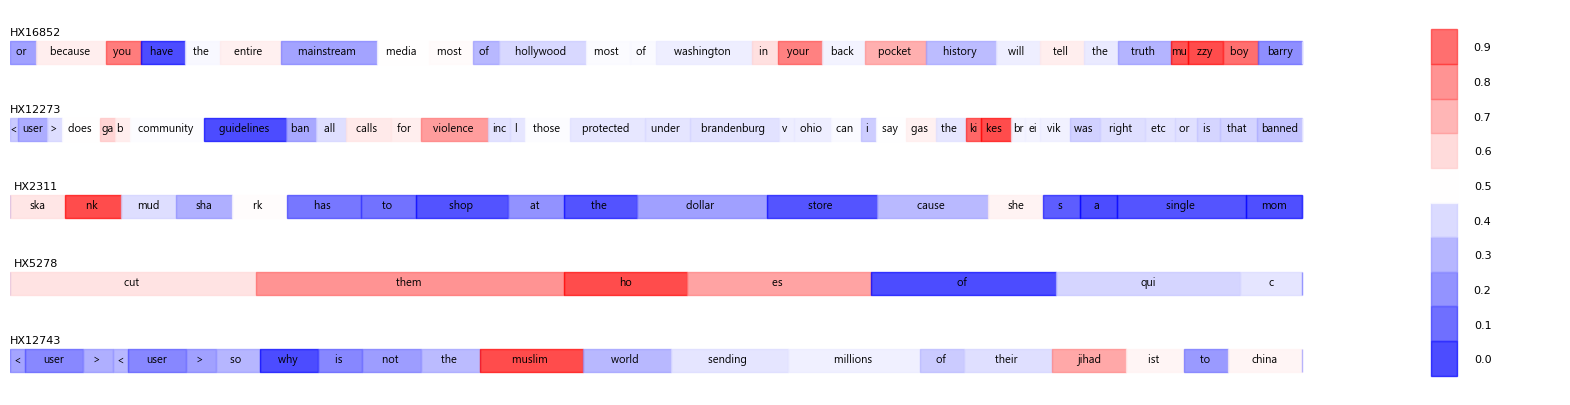 HX16852
or because you have the entire mainstream media most of hollywood most of washington in your back pocket history will tell the truth mu zzy boy barry
HX12273
< user > does ga b community guidelines ban all calls for violence inc l those protected under brandenburg v ohio can i say gas the ki kes br ei vik was right etc or is that banned
HX2311
ska nk mud sha rk has to shop at the dollar store cause she s a single mom
HX5278
cut them ho es of qui c
HX12743
< user > < user > so why is not the muslim world sending millions of their jihad ist to china
0.9
0.8
0.7
0.6
0.5
0.4
0.3
0.2
0.1
0.0